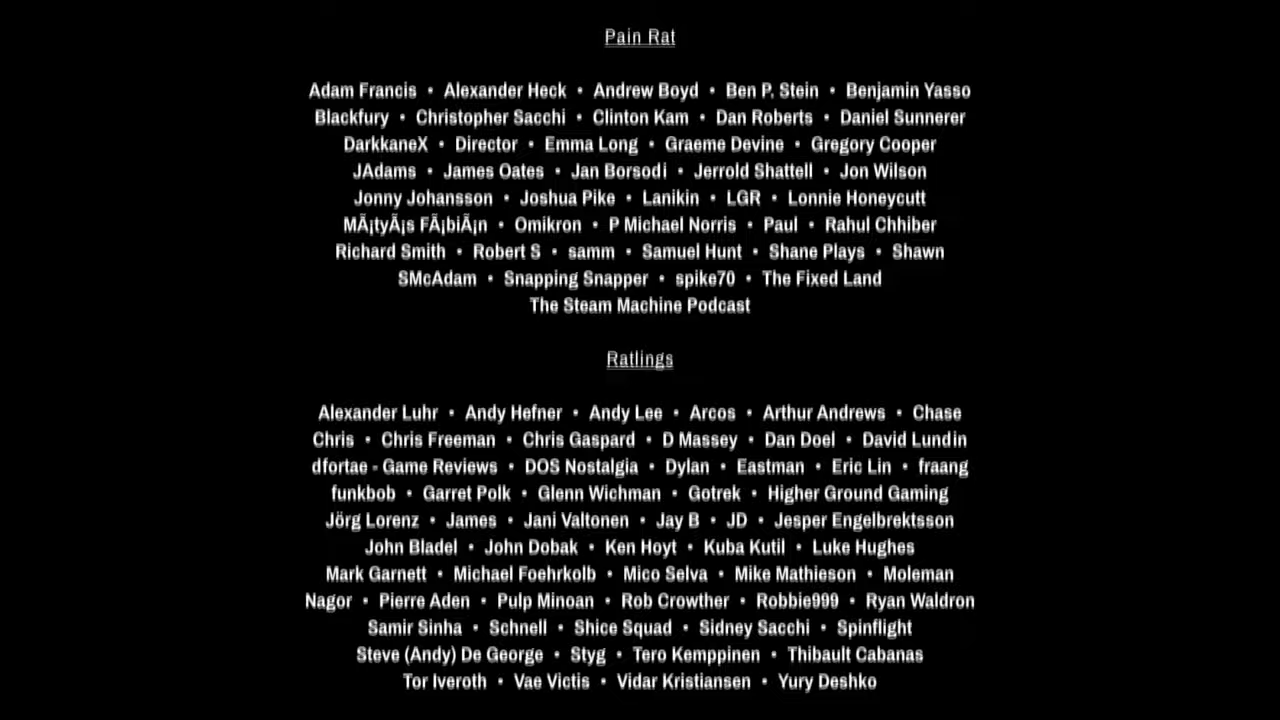 Pain Rat
Adam Francis • Alexander Heck • Andrew Boyd • Ben P. Stein • Benjamin Yasso
Blackfury • Christopher Sacchi • Clinton Kam • Dan Roberts • Daniel Sunnerer
DarkkaneX • Director • Emma Long • Graeme Devine • Gregory Cooper
JAdams • James Oates • Jan Borsodi • Jerrold Shattell • Jon Wilson
Jonny Johansson • Joshua Pike • Lanikin • LGR • Lonnie Honeycutt
MÃ¡tyÃ¡s FÃ¡biÃ¡n • Omikron • P Michael Norris • Paul • Rahul Chhiber
Richard Smith • Robert S • samm • Samuel Hunt • Shane Plays • Shawn
SMcAdam • Snapping Snapper • spike70 • The Fixed Land
The Steam Machine Podcast
Ratlings
Alexander Luhr • Andy Hefner • Andy Lee • Arcos • Arthur Andrews • Chase
Chris • Chris Freeman • Chris Gaspard • D Massey • Dan Doel • David Lundin
dfortae - Game Reviews • DOS Nostalgia • Dylan • Eastman • Eric Lin • fraang
funkbob • Garret Polk • Glenn Wichman • Gotrek • Higher Ground Gaming
Jörg Lorenz • James • Jani Valtonen • Jay B • JD • Jesper Engelbrektsson
John Bladel • John Dobak • Ken Hoyt • Kuba Kutil • Luke Hughes
Mark Garnett • Michael Foehrkolb • Mico Selva • Mike Mathieson • Moleman
Nagor • Pierre Aden • Pulp Minoan • Rob Crowther • Robbie999 • Ryan Waldron
Samir Sinha • Schnell • Shice Squad • Sidney Sacchi • Spinflight
Steve (Andy) De George • Styg • Tero Kemppinen • Thibault Cabanas
Tor Iveroth • Vae Victis • Vidar Kristiansen • Yury Deshko